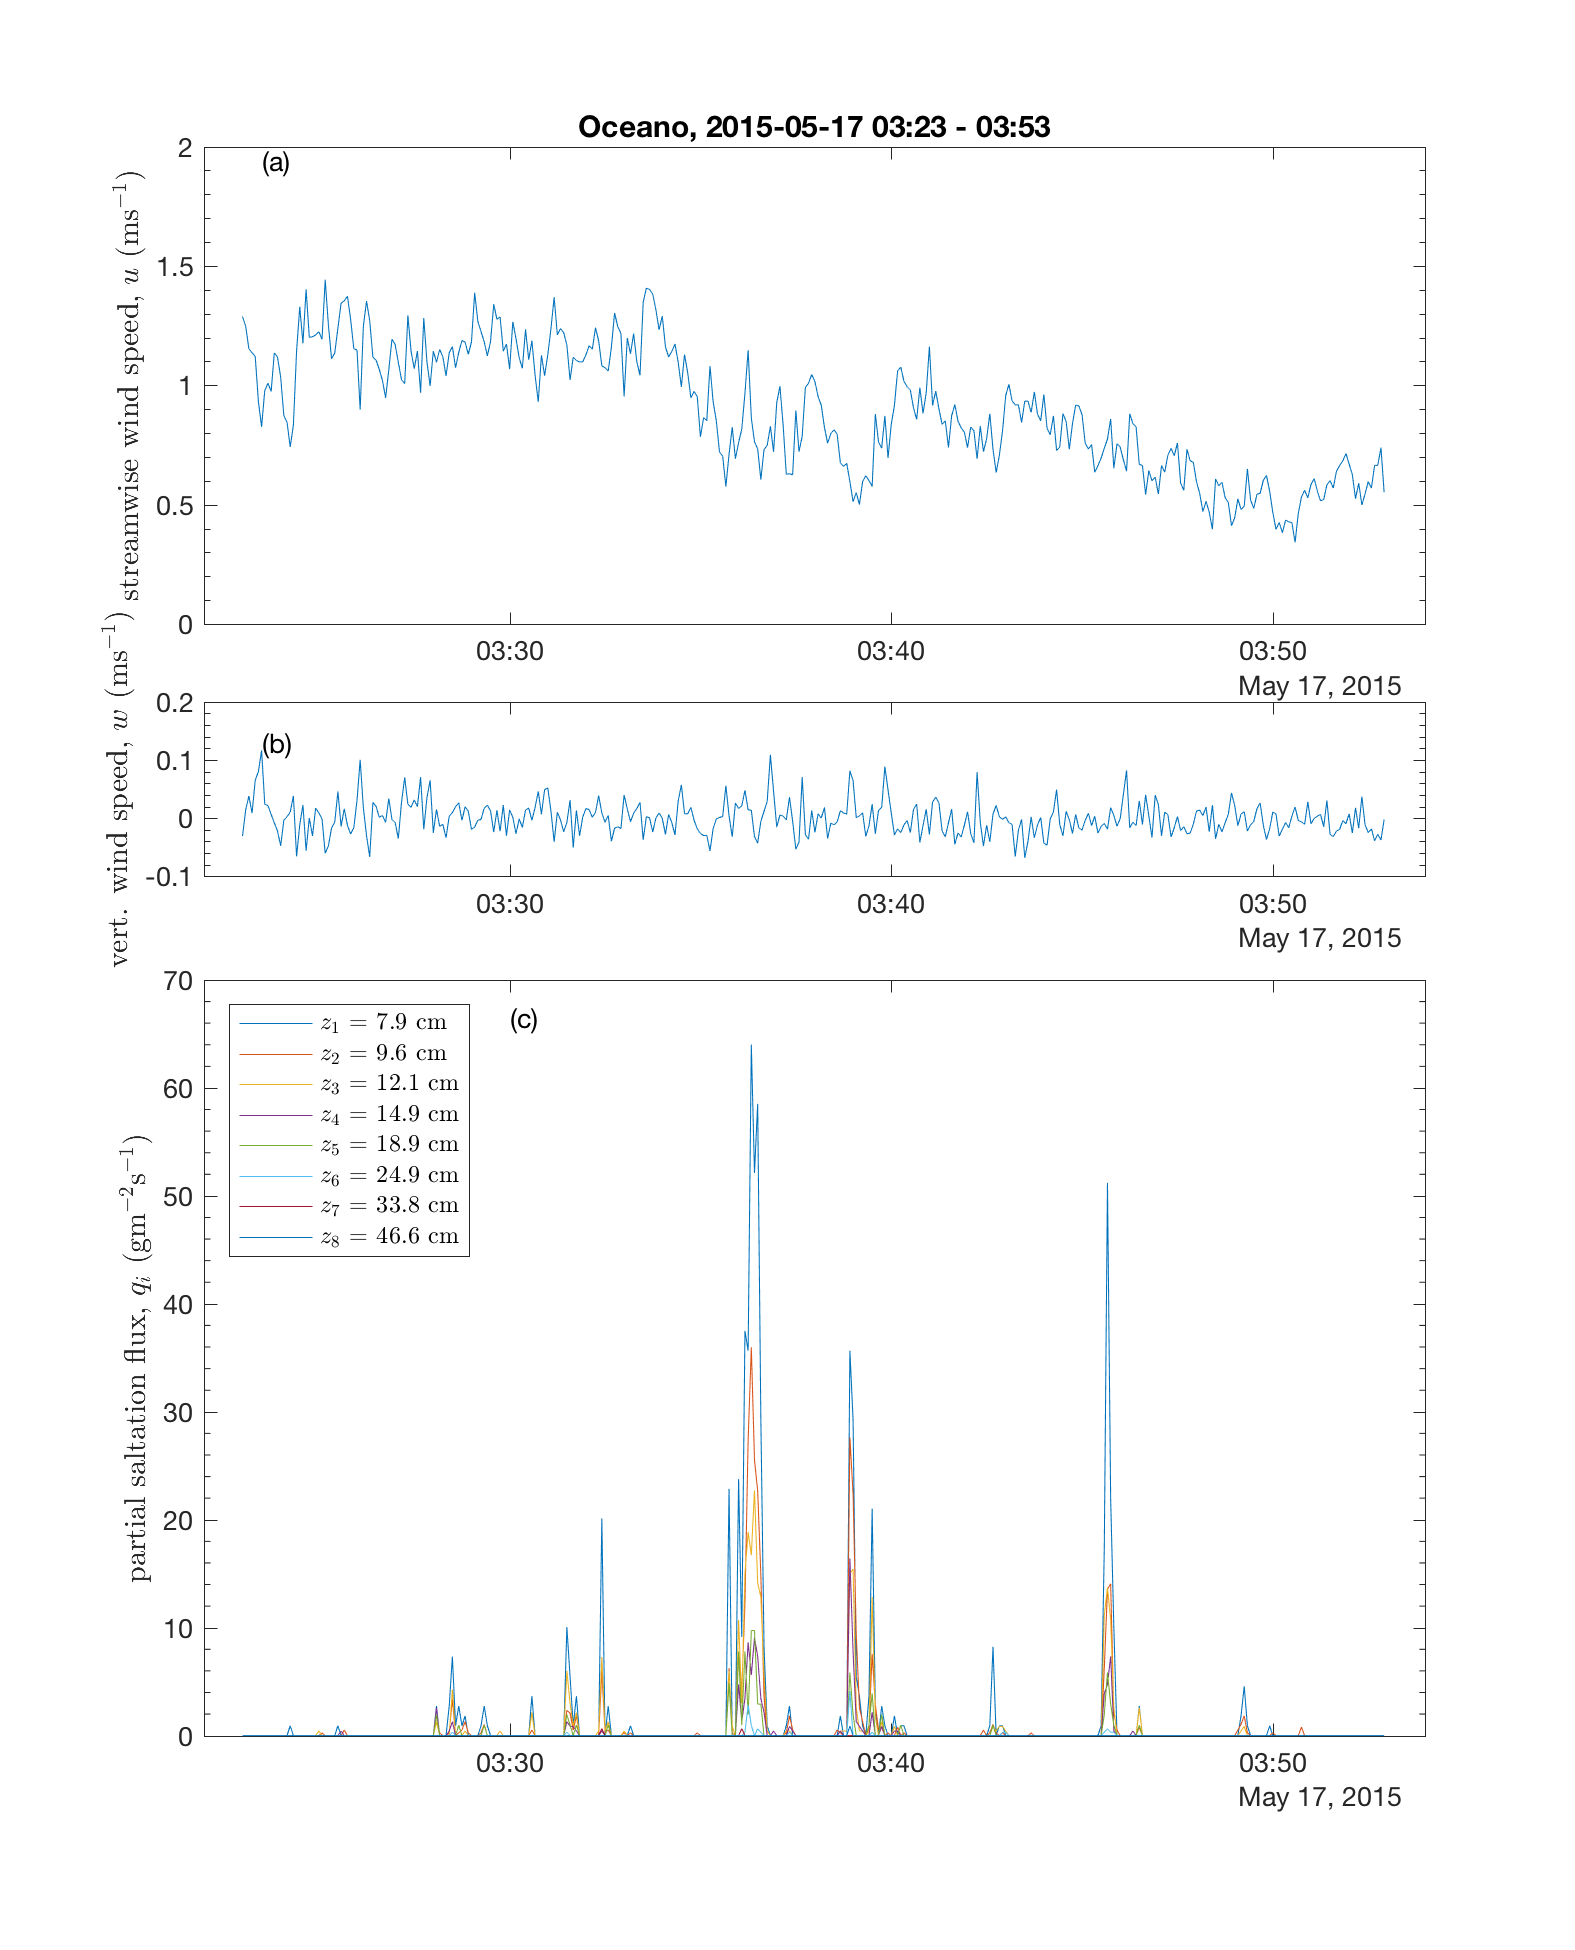 Oceano, 2015-05-17 03:23 - 03:53
(a)
streamwise wind speed, u (ms⁻¹)
2
1.5
1
0.5
0
03:30 03:40 03:50
May 17, 2015
(b)
vert. wind speed, w (ms⁻¹)
0.2
0.1
0
-0.1
03:30 03:40 03:50
May 17, 2015
(c)
partial saltation flux, qᵢ (gm⁻²s⁻¹)
70
60
50
40
30
20
10
0
z₁ = 7.9 cm
z₂ = 9.6 cm
z₃ = 12.1 cm
z₄ = 14.9 cm
z₅ = 18.9 cm
z₆ = 24.9 cm
z₇ = 33.8 cm
z₈ = 46.6 cm
03:30 03:40 03:50
May 17, 2015